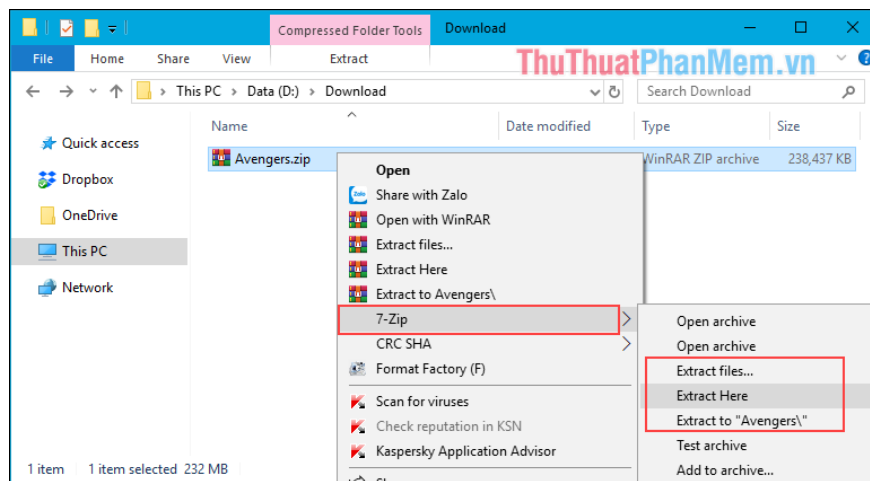 Compressed Folder Tools Download
File Home Share View Extract
ThuThuatPhanMem.vn
This PC Data (D:) Download Search Download
Name Date modified Type Size
Quick access
Avengers.zip WinRAR ZIP archive 238,437 KB
Open
Dropbox
Share with Zalo
OneDrive
Open with WinRAR
Extract files...
This PC
Extract Here
Network
Extract to Avengers\
7-Zip
Open archive
CRC SHA
Open archive
Format Factory (F)
Extract files...
Extract Here
Scan for viruses
Extract to "Avengers\"
Check reputation in KSN
Test archive
Kaspersky Application Advisor
Add to archive...
1 item 1 item selected 232 MB